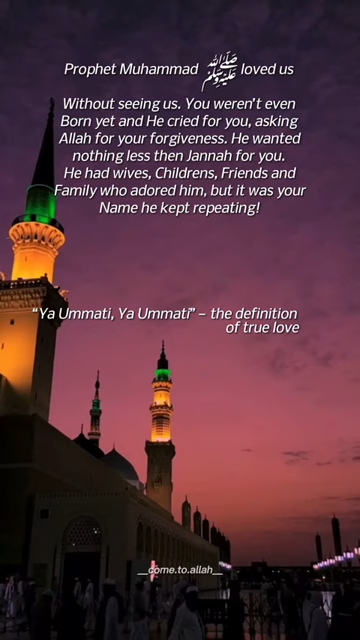 Prophet Muhammad ﷺ loved us
Without seeing us. You weren't even
Born yet and He cried for you, asking
Allah for your forgiveness. He wanted
nothing less then Jannah for you.
He had wives, Childrens, Friends and
Family who adored him, but it was your
Name he kept repeating!
“Ya Ummati, Ya Ummati” – the definition
of true love
__come.to.allah__